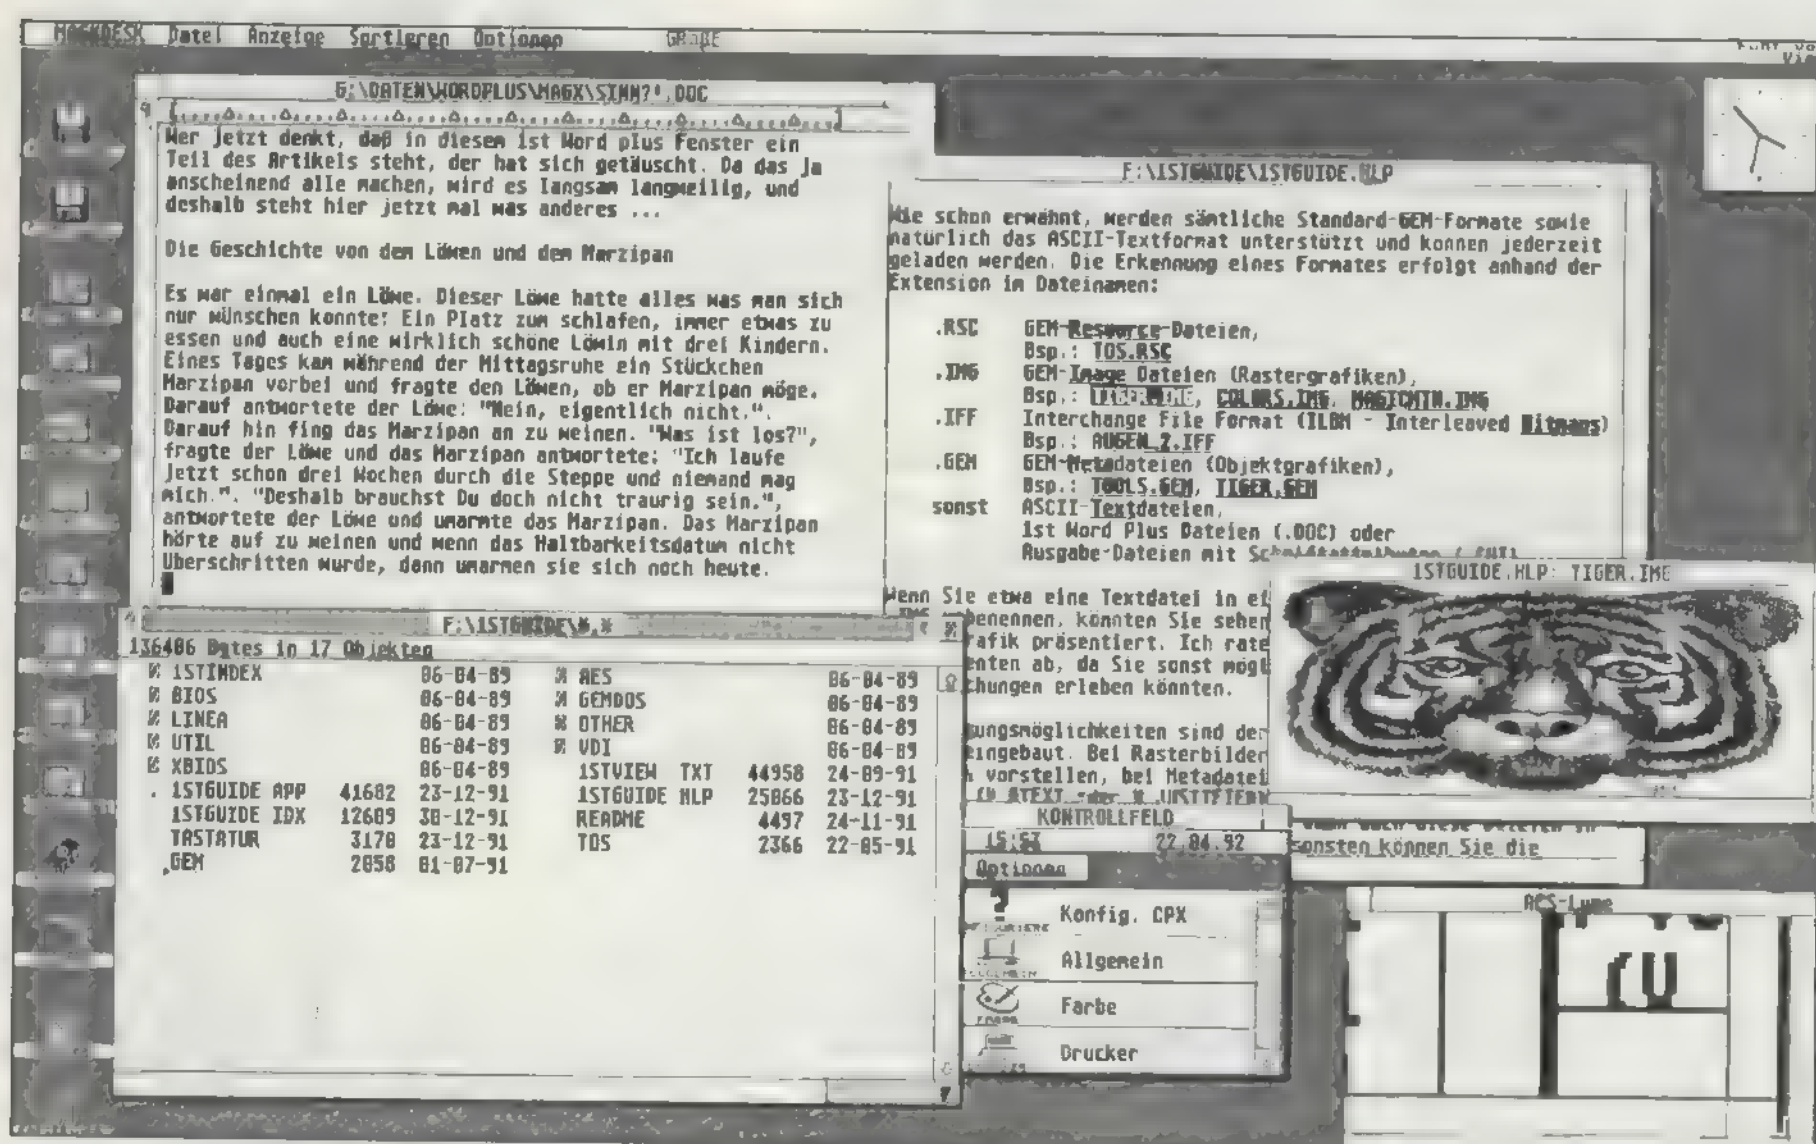 MAGXDESK Datei Anzeige Sortieren Optionen
G:\DATEN\WORDPLUS\MAGX\
Wer jetzt denkt, daß in diesem 1st Word plus Fenster ein
Teil des Artikels steht, der hat sich getäuscht. Da das ja
anscheinend alle machen, wird es langsam langweilig, und
deshalb steht hier jetzt mal was anderes ...
Die Geschichte von dem Löwen und dem Marzipan
Es war einmal ein Löwe. Dieser Löwe hatte alles was man sich
nur wünschen konnte: Ein Platz zum schlafen, immer etwas zu
essen und auch eine wirklich schöne Löwin mit drei Kindern.
Eines Tages kam während der Mittagsruhe ein Stückchen
Marzipan vorbei und fragte den Löwen, ob er Marzipan möge.
Darauf antwortete der Löwe: "Nein, eigentlich nicht.".
Darauf hin fing das Marzipan an zu weinen. "Was ist los?",
fragte der Löwe und das Marzipan antwortete: "Ich laufe
jetzt schon drei Wochen durch die Steppe und niemand mag
mich.". "Deshalb brauchst Du doch nicht traurig sein.",
antwortete der Löwe und umarmte das Marzipan. Das Marzipan
hörte auf zu weinen und wenn das Haltbarkeitsdatum nicht
überschritten wurde, dann umarmen sie sich noch heute.
F:\1STGUIDE\1STGUIDE.HLP
Wie schon erwähnt, werden sämtliche Standard-GEM-Formate sowie
natürlich das ASCII-Textformat unterstützt und können jederzeit
geladen werden. Die Erkennung eines Formates erfolgt anhand der
Extension im Dateinamen:
.RSC GEM-Resource-Dateien,
Bsp.: TOS.RSC
.IMG GEM-Image Dateien (Rastergrafiken),
Bsp.: TIGER.IMG, COLORS.IMG, MAGICMTN.IMG
.IFF Interchange File Format (ILBM - Interleaved Bitmaps)
Bsp.: AUGEN_2.IFF
.GEM GEM-Metadateien (Objektgrafiken),
Bsp.: TOOLS.GEM, TIGER.GEM
sonst ASCII-Textdateien,
1st Word Plus Dateien (.DOC) oder
Ausgabe-Dateien mit
Wenn Sie etwa eine Textdatei in ei
benennen, könnten Sie sehen
rafik präsentiert. Ich rate
enten ab, da Sie sonst mögl
chungen erleben könnten.
ungsmöglichkeiten sind der
eingebaut. Bei Rasterbilder
vorstellen, bei Metadatei
sonsten können Sie die
1STGUIDE.HLP: TIGER.IMG
F:\1STGUIDE\*.*
136406 Bytes in 17 Objekten
1STINDEX 06-04-89 AES 06-04-89
BIOS 06-04-89 GEMDOS 06-04-89
LINEA 06-04-89 OTHER 06-04-89
UTIL 06-04-89 VDI 06-04-89
XBIOS 06-04-89 1STVIEW TXT 44958 24-09-91
. 1STGUIDE APP 41682 23-12-91 1STGUIDE HLP 25866 23-12-91
1STGUIDE IDX 12609 30-12-91 README 4497 24-11-91
TASTATUR 3178 23-12-91 TOS 2366 22-05-91
.GEM 2858 01-07-91
KONTROLLFELD
15:53 22.04.92
Optionen
Konfig. CPX
Allgemein
Farbe
Drucker
ACS-Lupe